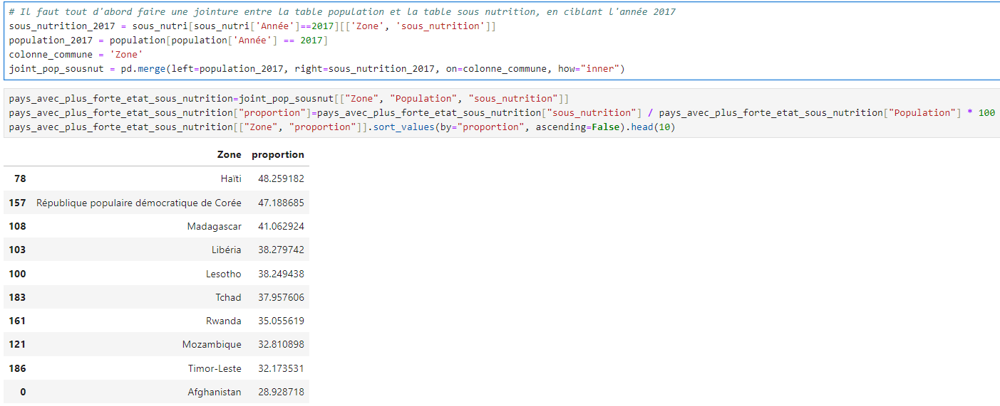 # Il faut tout d'abord faire une jointure entre la table population et la table sous nutrition, en ciblant l'année 2017
sous_nutrition_2017 = sous_nutri[sous_nutri['Année']==2017][['Zone', 'sous_nutrition']]
population_2017 = population[population['Année'] == 2017]
colonne_commune = 'Zone'
joint_pop_sousnut = pd.merge(left=population_2017, right=sous_nutrition_2017, on=colonne_commune, how="inner")
pays_avec_plus_forte_etat_sous_nutrition=joint_pop_sousnut[["Zone", "Population", "sous_nutrition"]]
pays_avec_plus_forte_etat_sous_nutrition["proportion"]=pays_avec_plus_forte_etat_sous_nutrition["sous_nutrition"] / pays_avec_plus_forte_etat_sous_nutrition["Population"] * 100
pays_avec_plus_forte_etat_sous_nutrition[["Zone", "proportion"]].sort_values(by="proportion", ascending=False).head(10)
Zone proportion
78 Haïti 48.259182
157 République populaire démocratique de Corée 47.188685
108 Madagascar 41.062924
103 Libéria 38.279742
100 Lesotho 38.249438
183 Tchad 37.957606
161 Rwanda 35.055619
121 Mozambique 32.810898
186 Timor-Leste 32.173531
0 Afghanistan 28.928718